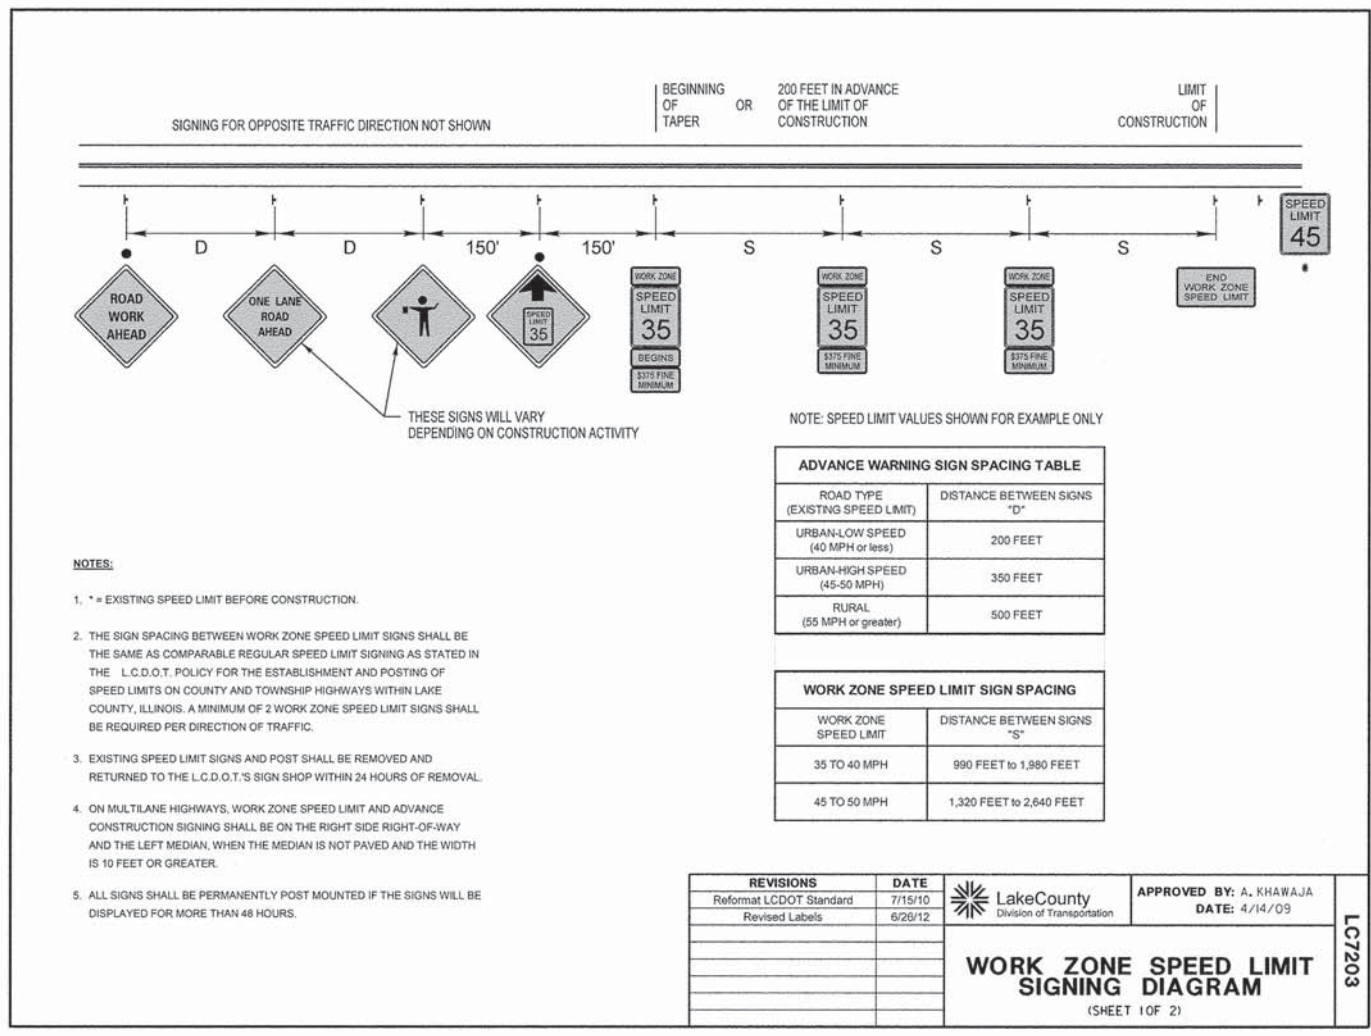 BEGINNING
OF
TAPER
OR
200 FEET IN ADVANCE
OF THE LIMIT OF
CONSTRUCTION
LIMIT
OF
CONSTRUCTION
SIGNING FOR OPPOSITE TRAFFIC DIRECTION NOT SHOWN
D
D
150'
150'
S
S
S
SPEED
LIMIT
45
*
ROAD
WORK
AHEAD
ONE LANE
ROAD
AHEAD
SPEED
LIMIT
35
WORK ZONE
SPEED
LIMIT
35
BEGINS
$375 FINE
MINIMUM
WORK ZONE
SPEED
LIMIT
35
$375 FINE
MINIMUM
WORK ZONE
SPEED
LIMIT
35
$375 FINE
MINIMUM
END
WORK ZONE
SPEED LIMIT
THESE SIGNS WILL VARY
DEPENDING ON CONSTRUCTION ACTIVITY
NOTE: SPEED LIMIT VALUES SHOWN FOR EXAMPLE ONLY
ADVANCE WARNING SIGN SPACING TABLE
ROAD TYPE
(EXISTING SPEED LIMIT)
DISTANCE BETWEEN SIGNS
"D"
URBAN-LOW SPEED
(40 MPH or less)
200 FEET
URBAN-HIGH SPEED
(45-50 MPH)
350 FEET
RURAL
(55 MPH or greater)
500 FEET
WORK ZONE SPEED LIMIT SIGN SPACING
WORK ZONE
SPEED LIMIT
DISTANCE BETWEEN SIGNS
"S"
35 TO 40 MPH
990 FEET to 1,980 FEET
45 TO 50 MPH
1,320 FEET to 2,640 FEET
NOTES:
1. * = EXISTING SPEED LIMIT BEFORE CONSTRUCTION.
2. THE SIGN SPACING BETWEEN WORK ZONE SPEED LIMIT SIGNS SHALL BE
THE SAME AS COMPARABLE REGULAR SPEED LIMIT SIGNING AS STATED IN
THE L.C.D.O.T. POLICY FOR THE ESTABLISHMENT AND POSTING OF
SPEED LIMITS ON COUNTY AND TOWNSHIP HIGHWAYS WITHIN LAKE
COUNTY, ILLINOIS. A MINIMUM OF 2 WORK ZONE SPEED LIMIT SIGNS SHALL
BE REQUIRED PER DIRECTION OF TRAFFIC.
3. EXISTING SPEED LIMIT SIGNS AND POST SHALL BE REMOVED AND
RETURNED TO THE L.C.D.O.T.'S SIGN SHOP WITHIN 24 HOURS OF REMOVAL.
4. ON MULTILANE HIGHWAYS, WORK ZONE SPEED LIMIT AND ADVANCE
CONSTRUCTION SIGNING SHALL BE ON THE RIGHT SIDE RIGHT-OF-WAY
AND THE LEFT MEDIAN, WHEN THE MEDIAN IS NOT PAVED AND THE WIDTH
IS 10 FEET OR GREATER.
5. ALL SIGNS SHALL BE PERMANENTLY POST MOUNTED IF THE SIGNS WILL BE
DISPLAYED FOR MORE THAN 48 HOURS.
REVISIONS DATE
Reformat LCDOT Standard 7/15/10
Revised Labels 6/26/12
LakeCounty
Division of Transportation
APPROVED BY: A. KHAWAJA
DATE: 4/14/09
WORK ZONE SPEED LIMIT
SIGNING DIAGRAM
(SHEET 1 OF 2)
LC7203